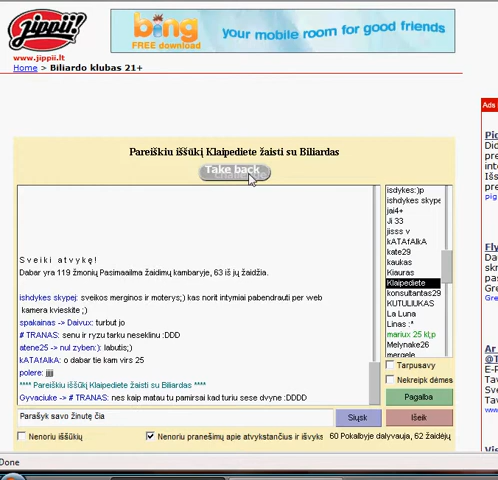 jippii!
www.jippii.lt
bing
FREE download
your mobile room for good friends
Home > Biliardo klubas 21+
Ads
Pareiškiu iššūkį Klaipediete žaisti su Biliardas
Take back
S v e i k i a t v y k ę !
Dabar yra 119 žmonių Pasimaailma žaidimų kambaryje, 63 iš jų žaidžia.
ishdykes skypej: sveikos merginos ir moterys;) kas norit intymiai pabendrauti per web
kamera kvieskite ;)
spakainas -> Daivux: turbut jo
# TRANAS: senu ir ryzu tarku neseklinu :DDD
atene25 -> nul zyben:): labutis;)
kATAfAlkA: o dabar tie kam virs 25
polere: jjjjj
**** Pareiškiu iššūkį Klaipediete žaisti su Biliardas ****
Gyvaciuke -> # TRANAS: nes kaip matau tu pamirsai kad turiu sese dvyne :DDDD
isdykes:)p
ishdykes skype
jai4+
Ji 33
jisss v
kATAfAlkA
kate29
kaukas
Kiauras
Klaipediete
konsultantas29
KUTULIUKAS
La Luna
Linas :*
mariux 25 kl;p
Melynake26
mergele
Tarpusavy
Nekreipk dėmes
Pagalba
Parašyk savo žinutę čia
Siųsk
Išeik
Nenoriu iššūkių
Nenoriu pranešimų apie atvykstančius ir išvyks
60 Pokalbyje dalyvauja, 62 žaidėjų
Done